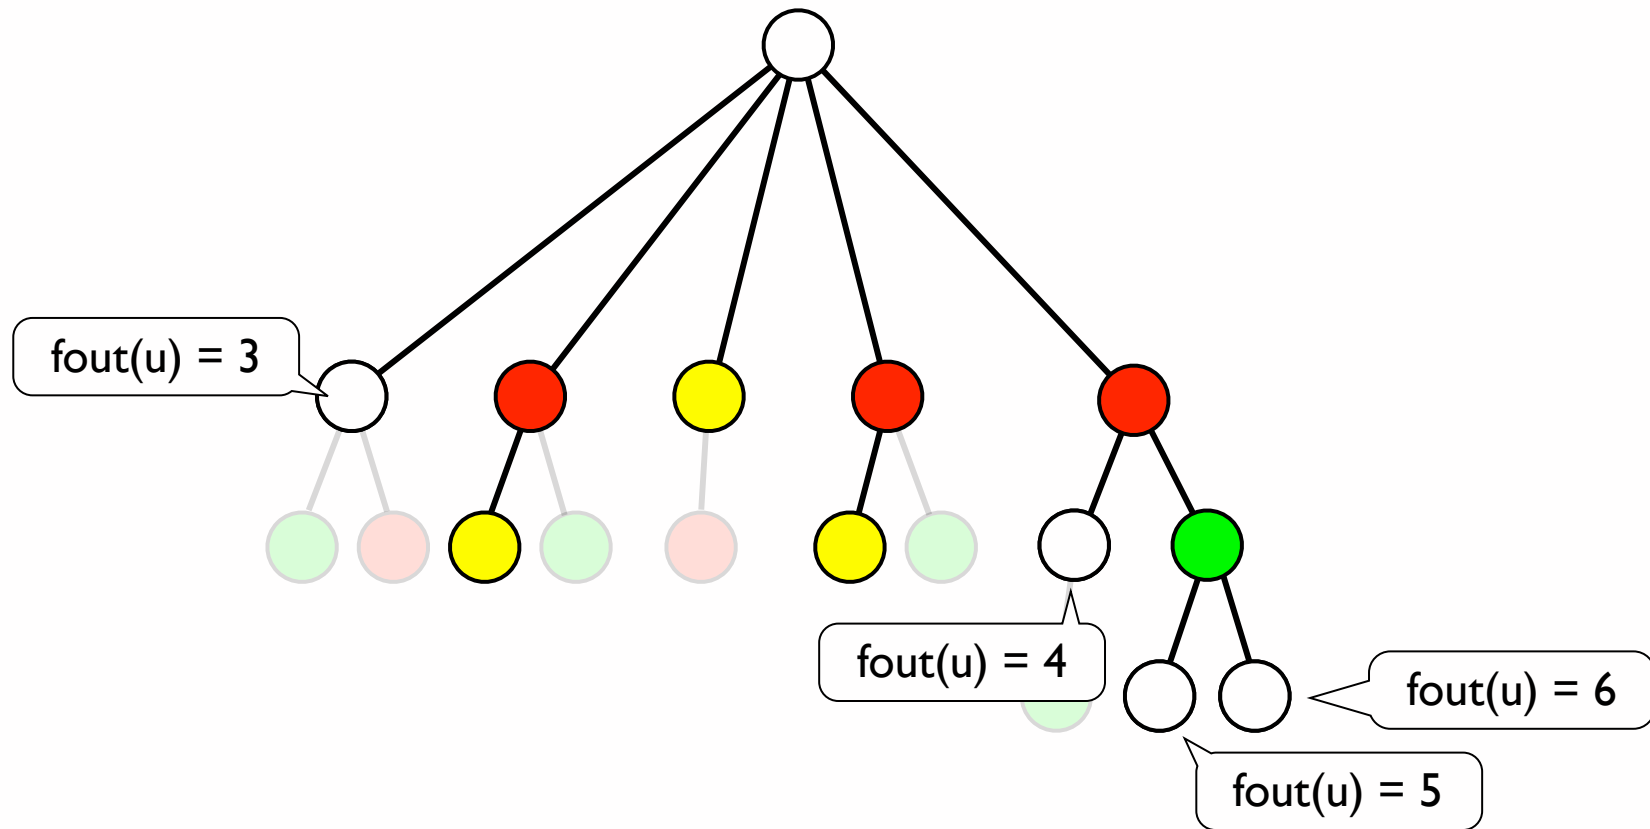 fout(u) = 3
fout(u) = 4
fout(u) = 6
fout(u) = 5